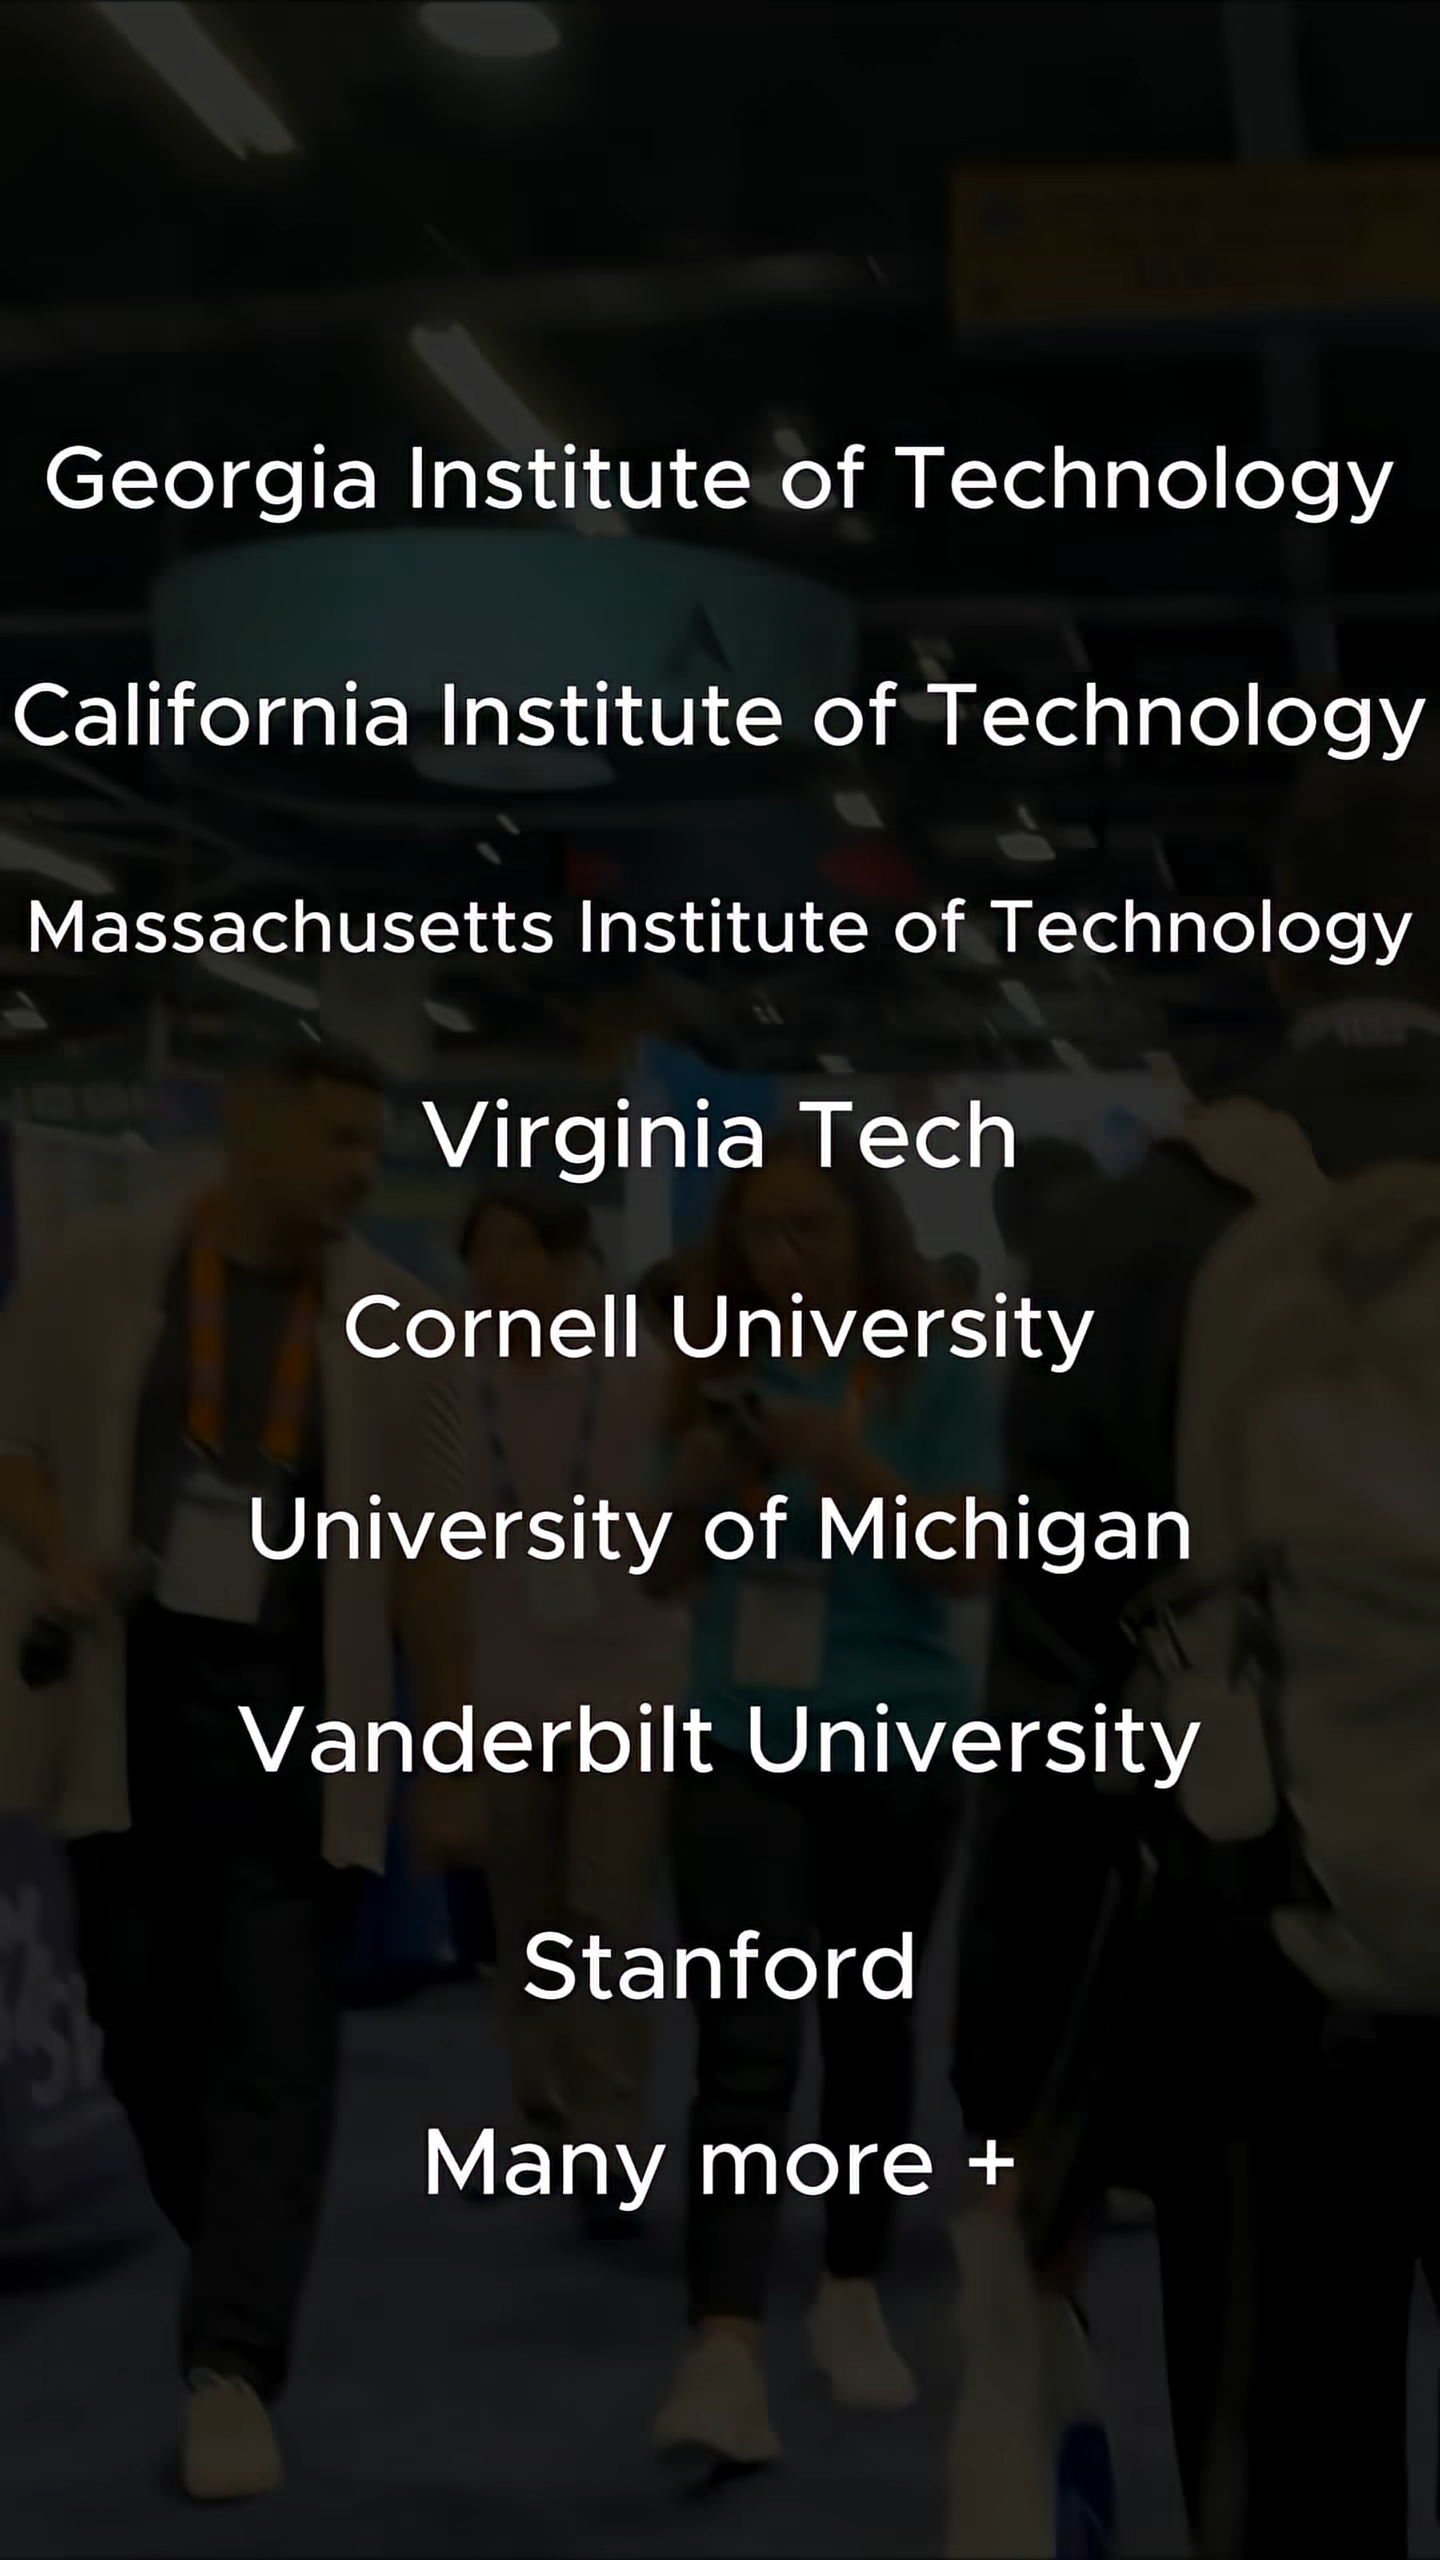 Georgia Institute of Technology
California Institute of Technology
Massachusetts Institute of Technology
Virginia Tech
Cornell University
University of Michigan
Vanderbilt University
Stanford
Many more +